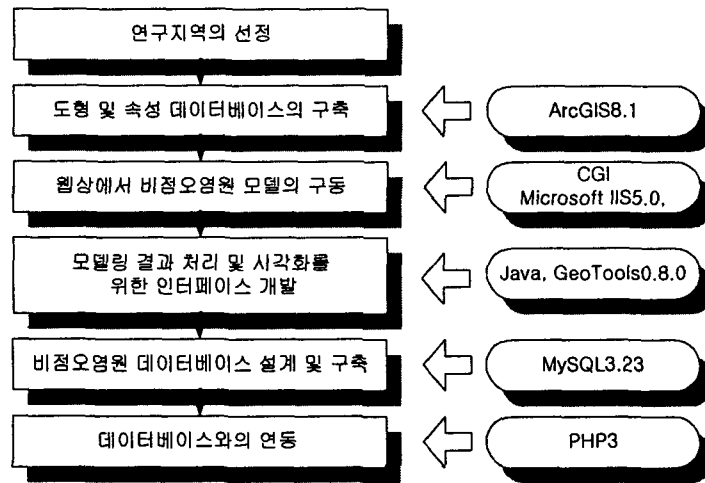 연구지역의 선정
도형 및 속성 데이터베이스의 구축
ArcGIS8.1
웹상에서 비점오염원 모델의 구동
CGI
Microsoft IIS5.0,
모델링 결과 처리 및 시각화를
위한 인터페이스 개발
Java, GeoTools0.8.0
비점오염원 데이터베이스 설계 및 구축
MySQL3.23
데이터베이스와의 연동
PHP3